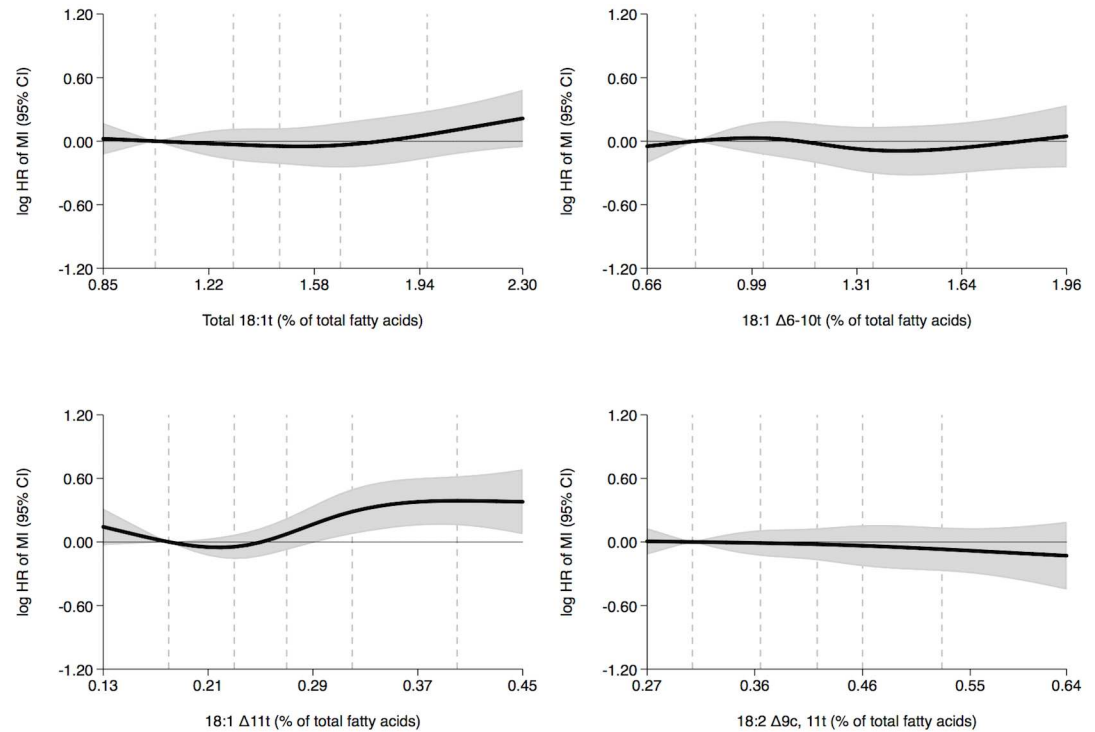 1.20
0.60
0.00
-0.60
-1.20
log HR of MI (95% CI)
0.85 1.22 1.58 1.94 2.30
Total 18:1t (% of total fatty acids)
1.20
0.60
0.00
-0.60
-1.20
log HR of MI (95% CI)
0.66 0.99 1.31 1.64 1.96
18:1 Δ6-10t (% of total fatty acids)
1.20
0.60
0.00
-0.60
-1.20
log HR of MI (95% CI)
0.13 0.21 0.29 0.37 0.45
18:1 Δ11t (% of total fatty acids)
1.20
0.60
0.00
-0.60
-1.20
log HR of MI (95% CI)
0.27 0.36 0.46 0.55 0.64
18:2 Δ9c, 11t (% of total fatty acids)